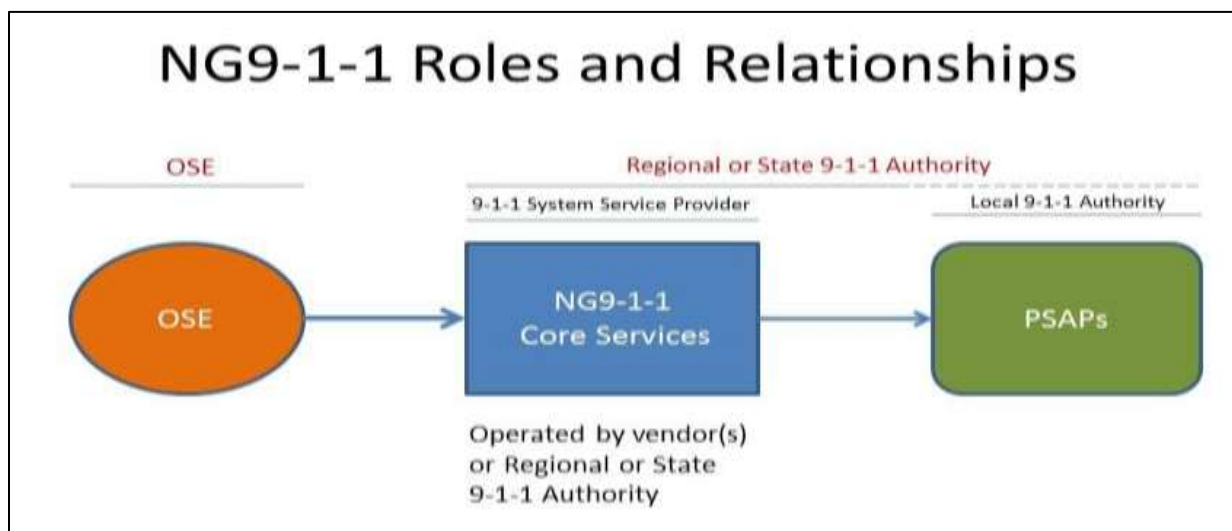 NG9-1-1 Roles and Relationships
OSE
Regional or State 9-1-1 Authority
9-1-1 System Service Provider
Local 9-1-1 Authority
OSE
NG9-1-1
Core Services
PSAPs
Operated by vendor(s)
or Regional or State
9-1-1 Authority